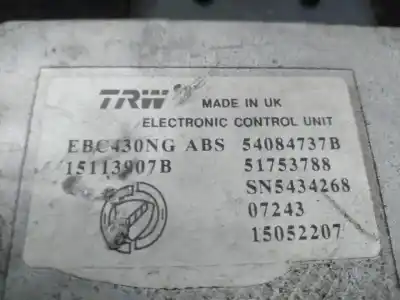 TRW
MADE IN UK
ELECTRONIC CONTROL UNIT
EBC430NG ABS 54084737B
15113907B 51753788
SN5434268
07243
15052207